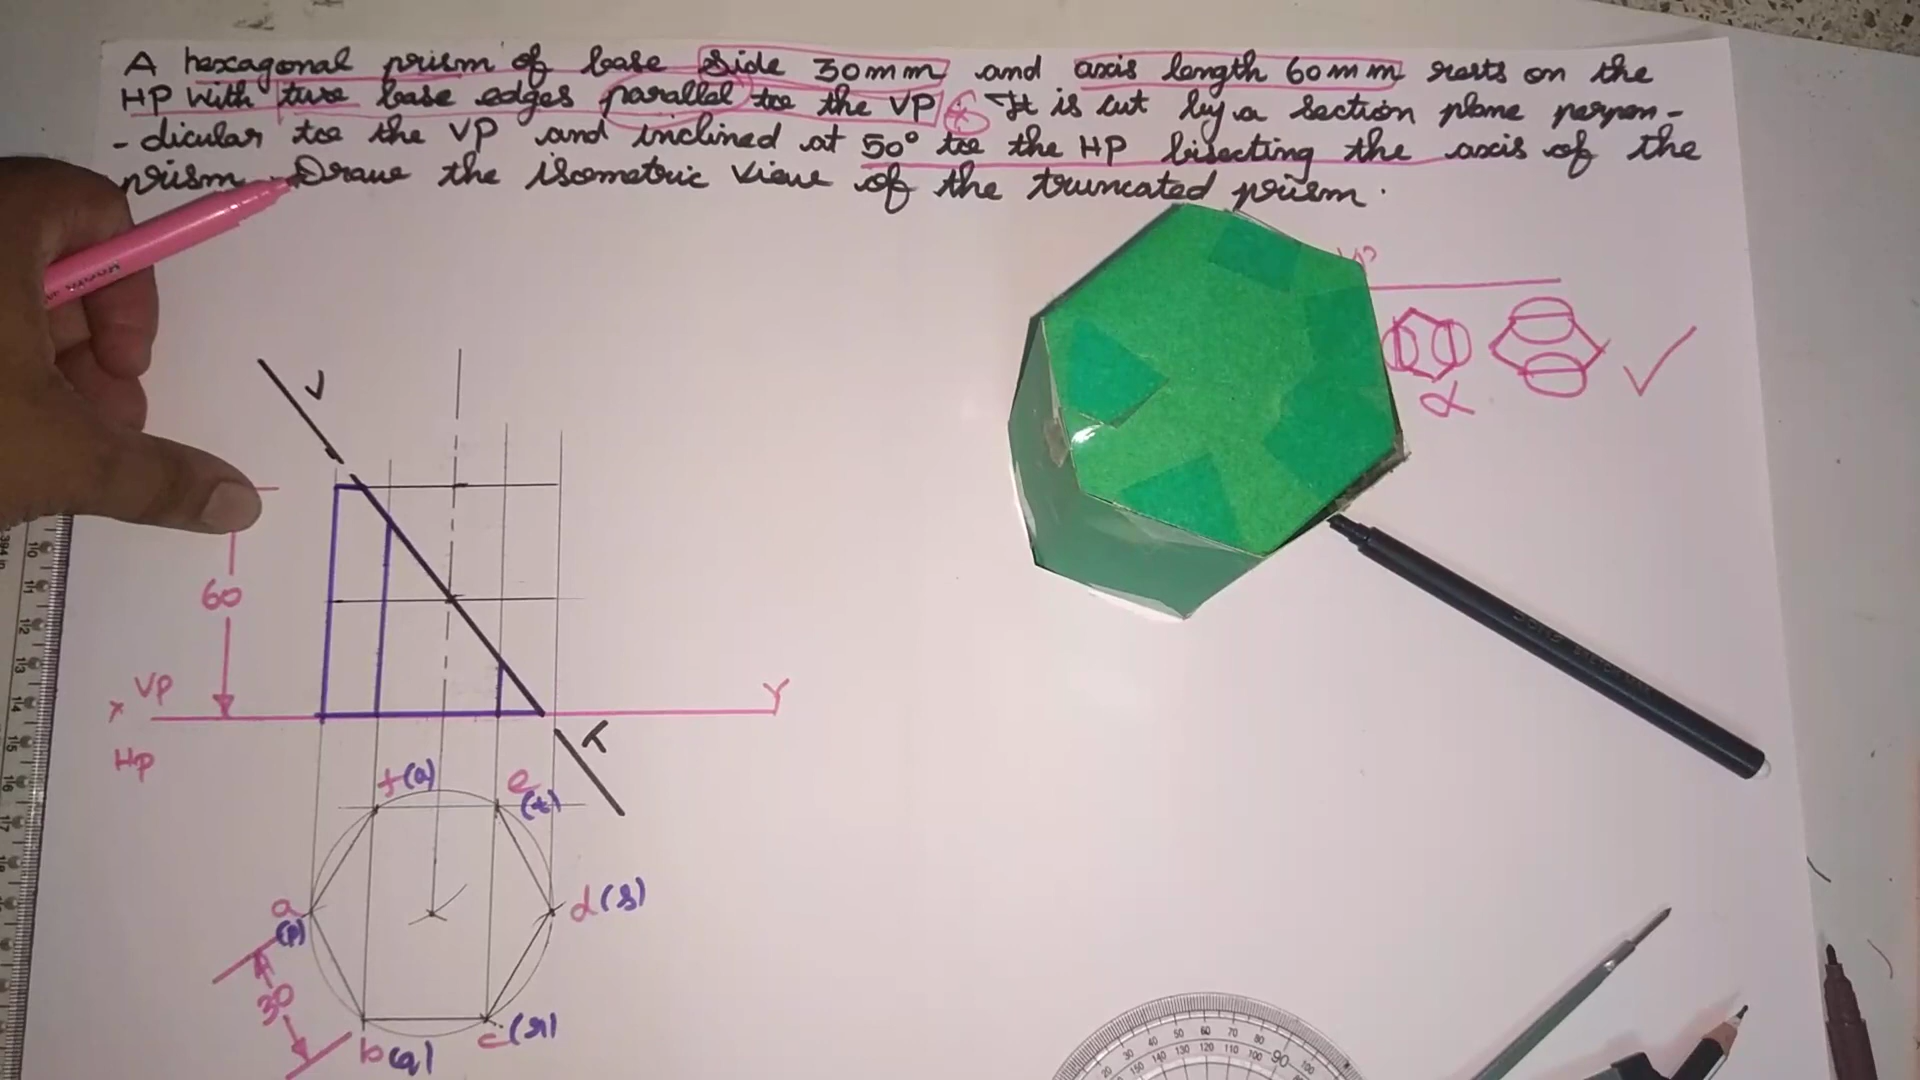 A hexagonal prism of base side 30mm and axis length 60mm rests on the
HP with two base edges parallel to the VP. It is cut by a section plane perpen-
-dicular to the VP and inclined at 50° to the HP bisecting the axis of the
prism. Draw the isometric view of the truncated prism.
VP
V
60
VP
X Y
HP
T
f(a) e
(t)
a d(s)
(p)
30
b(q) c(r)